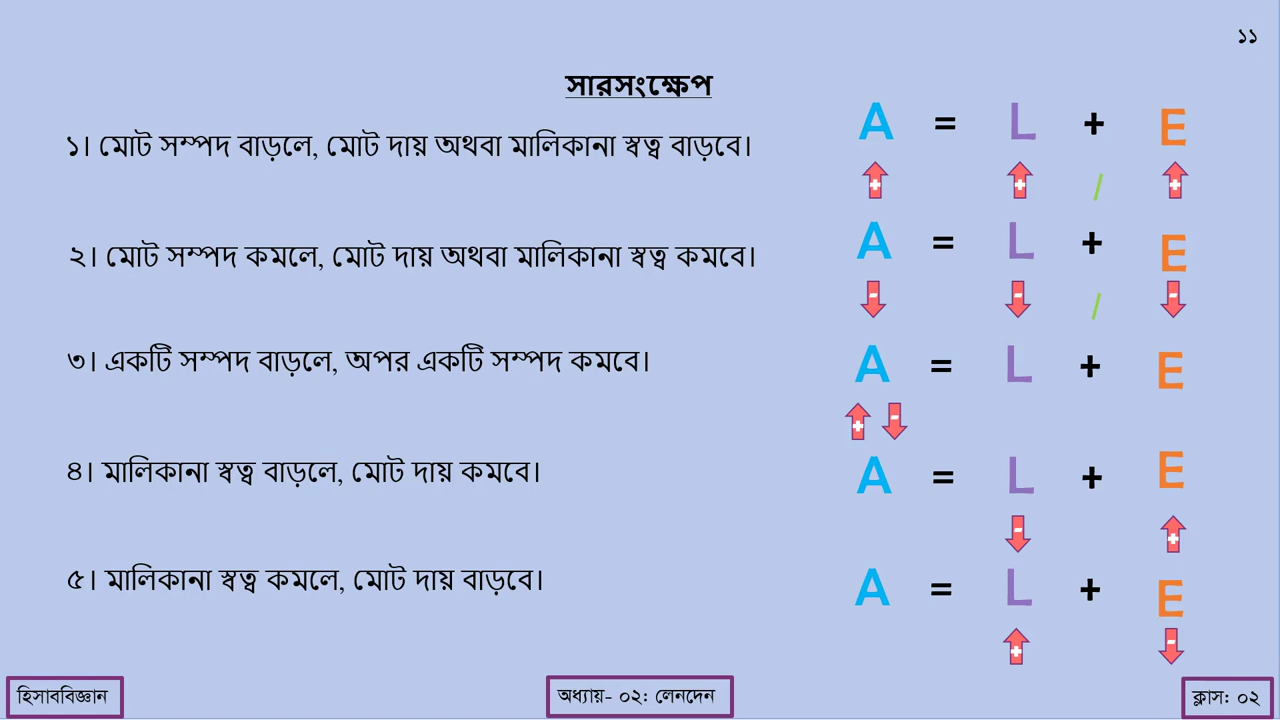 ১১
সারসংক্ষেপ
১। মোট সম্পদ বাড়লে, মোট দায় অথবা মালিকানা স্বত্ব বাড়বে।
A = L + E
+ + / +
২। মোট সম্পদ কমলে, মোট দায় অথবা মালিকানা স্বত্ব কমবে।
A = L + E
- - / -
৩। একটি সম্পদ বাড়লে, অপর একটি সম্পদ কমবে।
A = L + E
+ -
৪। মালিকানা স্বত্ব বাড়লে, মোট দায় কমবে।
A = L + E
- +
৫। মালিকানা স্বত্ব কমলে, মোট দায় বাড়বে।
A = L + E
+ -
হিসাববিজ্ঞান
অধ্যায়- ০২: লেনদেন
ক্লাস: ০২